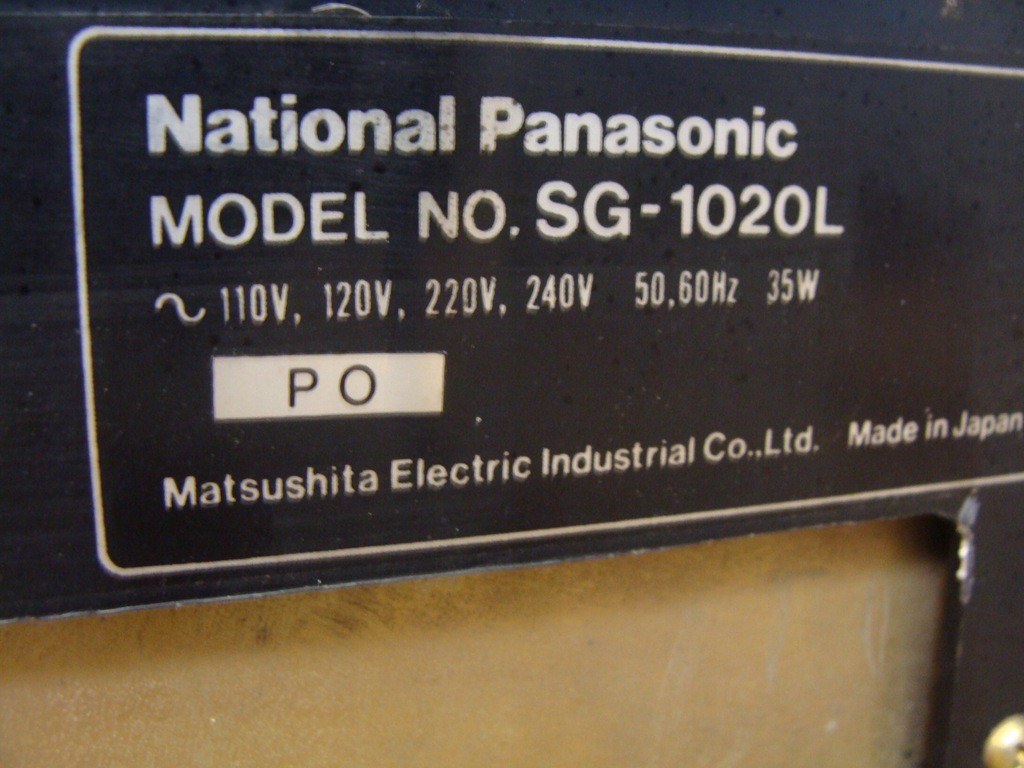 National Panasonic
MODEL NO. SG-1020L
~ 110V, 120V, 220V, 240V 50,60Hz 35W
PO
Matsushita Electric Industrial Co.,Ltd. Made in Japan